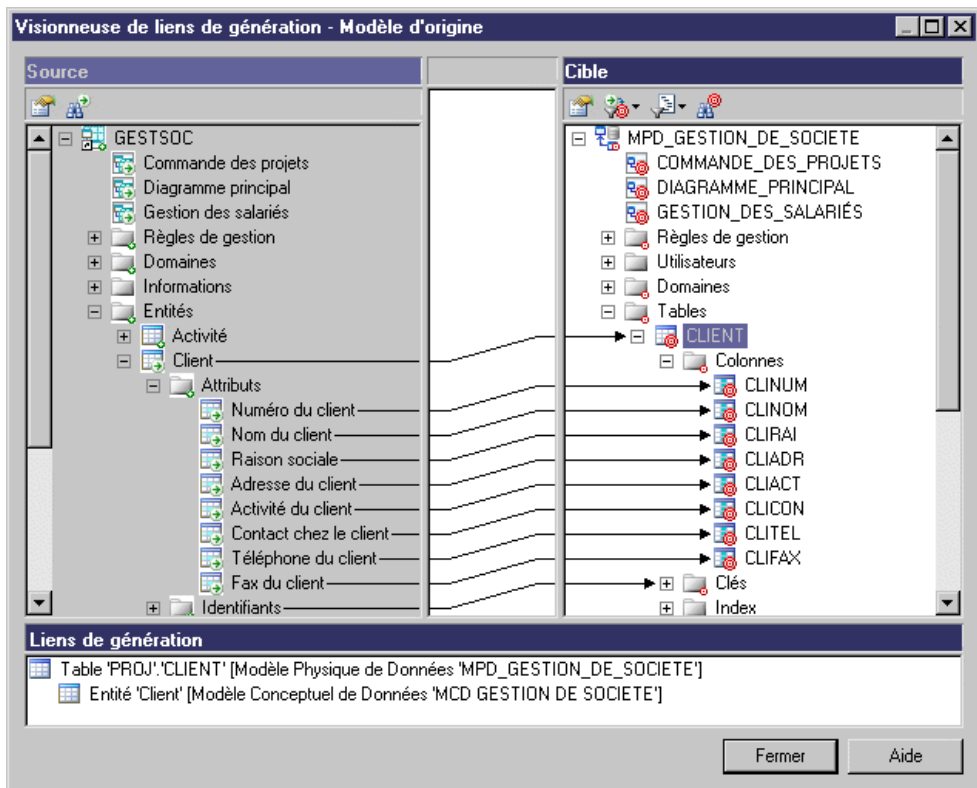 Visionneuse de liens de génération - Modèle d'origine
Source
GESTSOC
Commande des projets
Diagramme principal
Gestion des salariés
Règles de gestion
Domaines
Informations
Entités
Activité
Client
Attributs
Numéro du client
Nom du client
Raison sociale
Adresse du client
Activité du client
Contact chez le client
Téléphone du client
Fax du client
Identifiants
Cible
MPD_GESTION_DE_SOCIETE
COMMANDE_DES_PROJETS
DIAGRAMME_PRINCIPAL
GESTION_DES_SALARIÉS
Règles de gestion
Utilisateurs
Domaines
Tables
CLIENT
Colonnes
CLINUM
CLINOM
CLIRAI
CLIADR
CLIACT
CLICON
CLITEL
CLIFAX
Clés
Index
Liens de génération
Table 'PROJ'.'CLIENT' [Modèle Physique de Données 'MPD_GESTION_DE_SOCIETE']
Entité 'Client' [Modèle Conceptuel de Données 'MCD GESTION DE SOCIETE']
Fermer
Aide